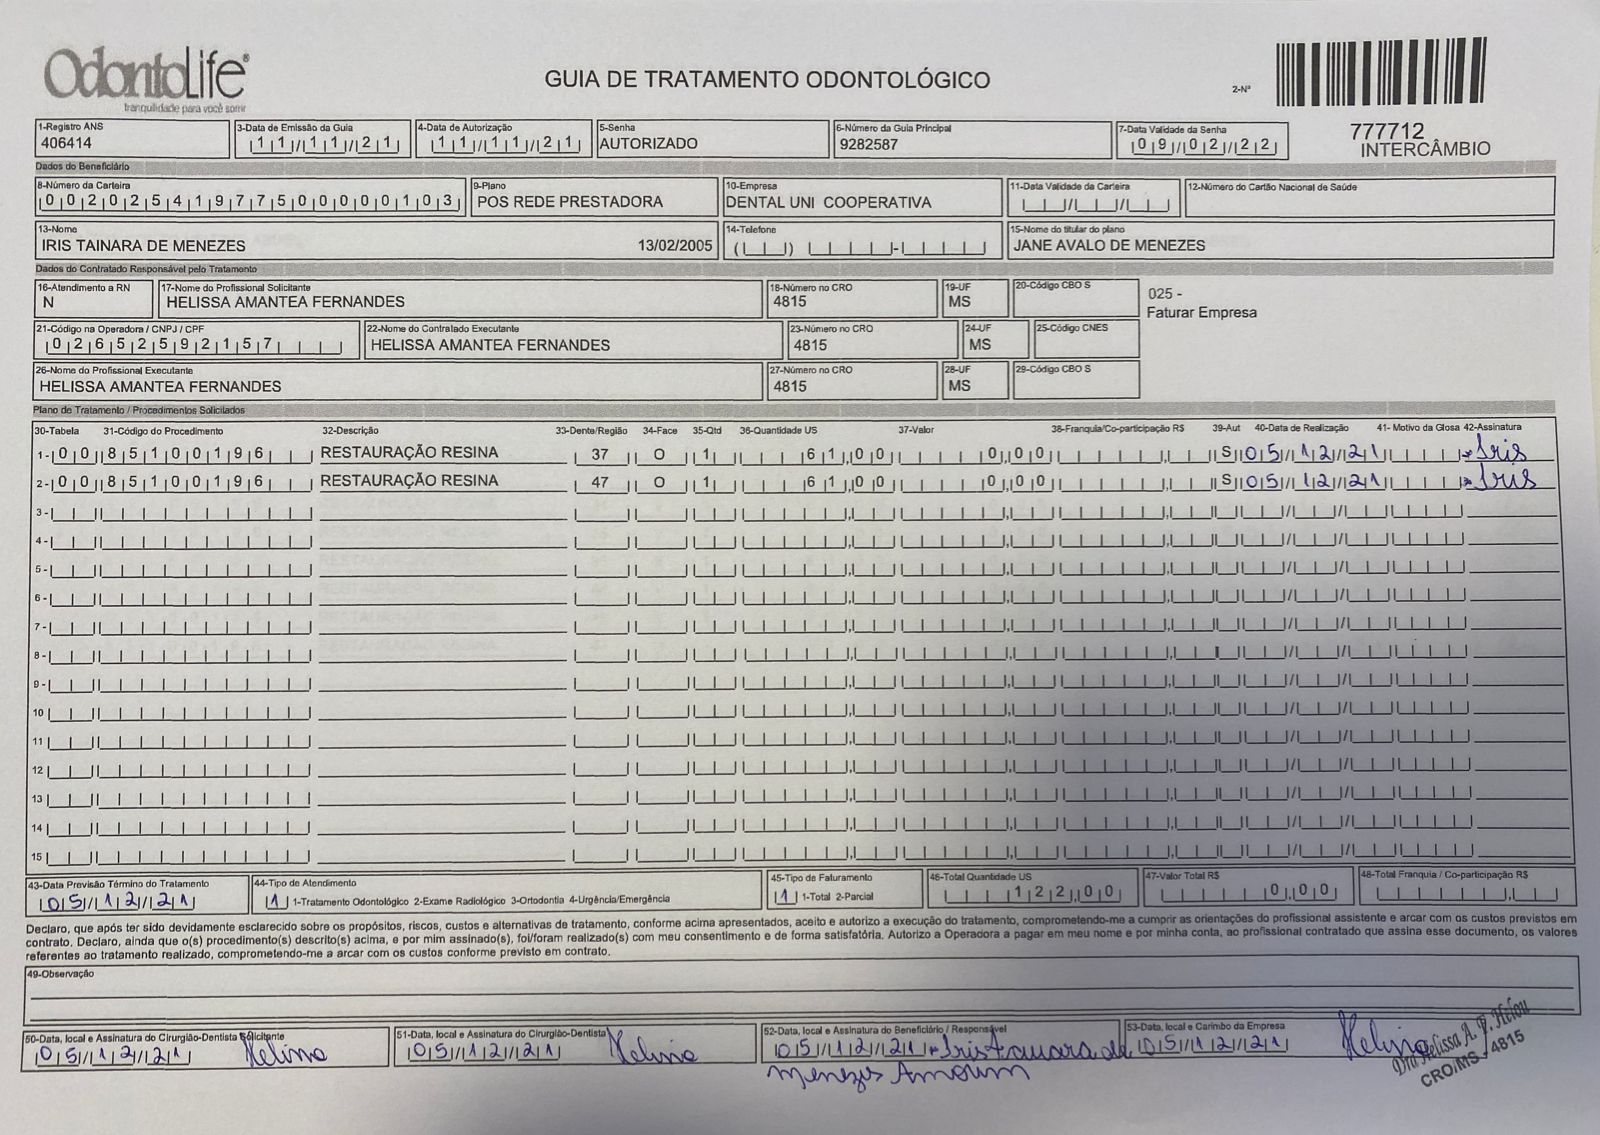 OdontoLife®
tranquilidade para você sorrir
GUIA DE TRATAMENTO ODONTOLÓGICO
2-Nº
777712
INTERCÂMBIO
1-Registro ANS
406414
3-Data de Emissão da Guia
11/11/21
4-Data de Autorização
11/11/21
5-Senha
AUTORIZADO
6-Número da Guia Principal
9282587
7-Data Validade da Senha
09/02/22
Dados do Beneficiário
8-Número da Carteira
00202541977500000103
9-Plano
POS REDE PRESTADORA
10-Empresa
DENTAL UNI COOPERATIVA
11-Data Validade da Carteira
12-Número do Cartão Nacional de Saúde
13-Nome
IRIS TAINARA DE MENEZES 13/02/2005
14-Telefone
15-Nome do titular do plano
JANE AVALO DE MENEZES
Dados do Contratado Responsável pelo Tratamento
16-Atendimento a RN
N
17-Nome do Profissional Solicitante
HELISSA AMANTEA FERNANDES
18-Número no CRO
4815
19-UF
MS
20-Código CBO S
025 -
Faturar Empresa
21-Código na Operadora / CNPJ / CPF
02652592157
22-Nome do Contratado Executante
HELISSA AMANTEA FERNANDES
23-Número no CRO
4815
24-UF
MS
25-Código CNES
26-Nome do Profissional Executante
HELISSA AMANTEA FERNANDES
27-Número no CRO
4815
28-UF
MS
29-Código CBO S
Plano de Tratamento / Procedimentos Solicitados
30-Tabela 31-Código do Procedimento 32-Descrição 33-Dente/Região 34-Face 35-Qtd 36-Quantidade US 37-Valor 38-Franquia/Co-participação R$ 39-Aut 40-Data de Realização 41- Motivo da Glosa 42-Assinatura
1- 00 85100196 RESTAURAÇÃO RESINA 37 O 1 61,00 0,00 S 05/12/21 Iris
2- 00 85100196 RESTAURAÇÃO RESINA 47 O 1 61,00 0,00 S 05/12/21 Iris
3-
4-
5-
6-
7-
8-
9-
10
11
12
13
14
15
43-Data Previsão Término do Tratamento
05/12/21
44-Tipo de Atendimento
1 1-Tratamento Odontológico 2-Exame Radiológico 3-Ortodontia 4-Urgência/Emergência
45-Tipo de Faturamento
1 1-Total 2-Parcial
46-Total Quantidade US
122,00
47-Valor Total R$
0,00
48-Total Franquia / Co-participação R$
Declaro, que após ter sido devidamente esclarecido sobre os propósitos, riscos, custos e alternativas de tratamento, conforme acima apresentados, aceito e autorizo a execução do tratamento, comprometendo-me a cumprir as orientações do profissional assistente e arcar com os custos previstos em
contrato. Declaro, ainda que o(s) procedimento(s) descrito(s) acima, e por mim assinado(s), foi/foram realizado(s) com meu consentimento e de forma satisfatória. Autorizo a Operadora a pagar em meu nome e por minha conta, ao profissional contratado que assina esse documento, os valores
referentes ao tratamento realizado, comprometendo-me a arcar com os custos conforme previsto em contrato.
49-Observação
50-Data, local e Assinatura do Cirurgião-Dentista Solicitante
05/12/21
51-Data, local e Assinatura do Cirurgião-Dentista
05/12/21
52-Data, local e Assinatura do Beneficiário / Responsável
05/12/21 Iris de
Menezes
53-Data, local e Carimbo da Empresa
05/12/21
Dra Helissa A. F.
CRO/MS - 4815